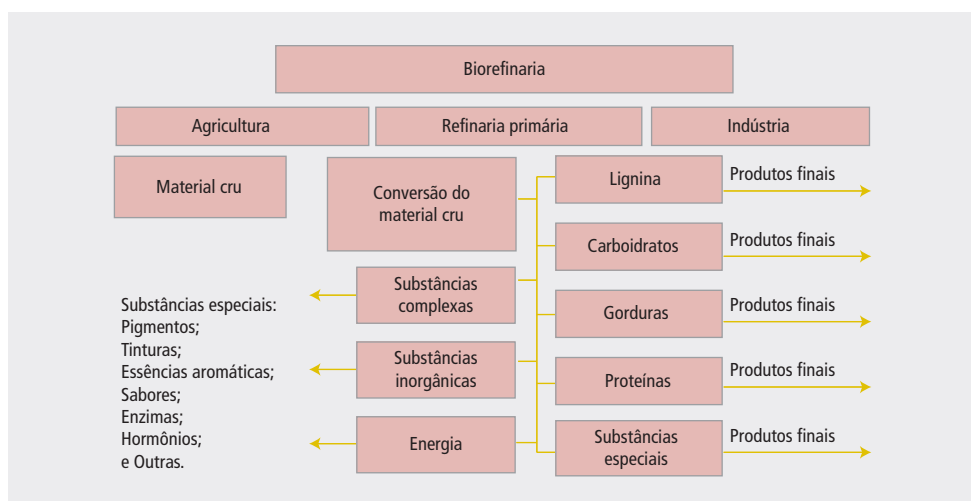 Biorefinaria
Agricultura
Refinaria primária
Indústria
Material cru
Conversão do
material cru
Lignina
Produtos finais
Carboidratos
Produtos finais
Substâncias
complexas
Gorduras
Produtos finais
Substâncias especiais:
Pigmentos;
Tinturas;
Essências aromáticas;
Sabores;
Enzimas;
Hormônios;
e Outras.
Substâncias
inorgânicas
Proteínas
Produtos finais
Energia
Substâncias
especiais
Produtos finais